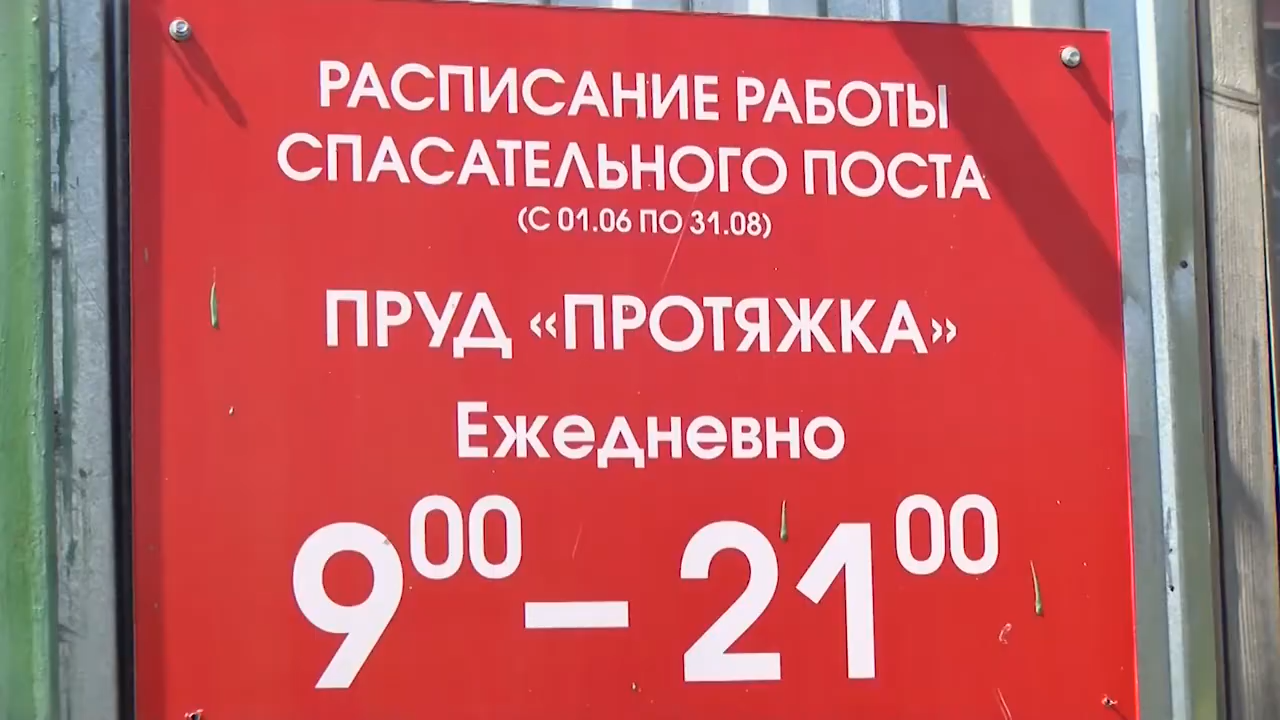 РАСПИСАНИЕ РАБОТЫ
СПАСАТЕЛЬНОГО ПОСТА
(С 01.06 ПО 31.08)
ПРУД «ПРОТЯЖКА»
Ежедневно
9⁰⁰ – 21⁰⁰